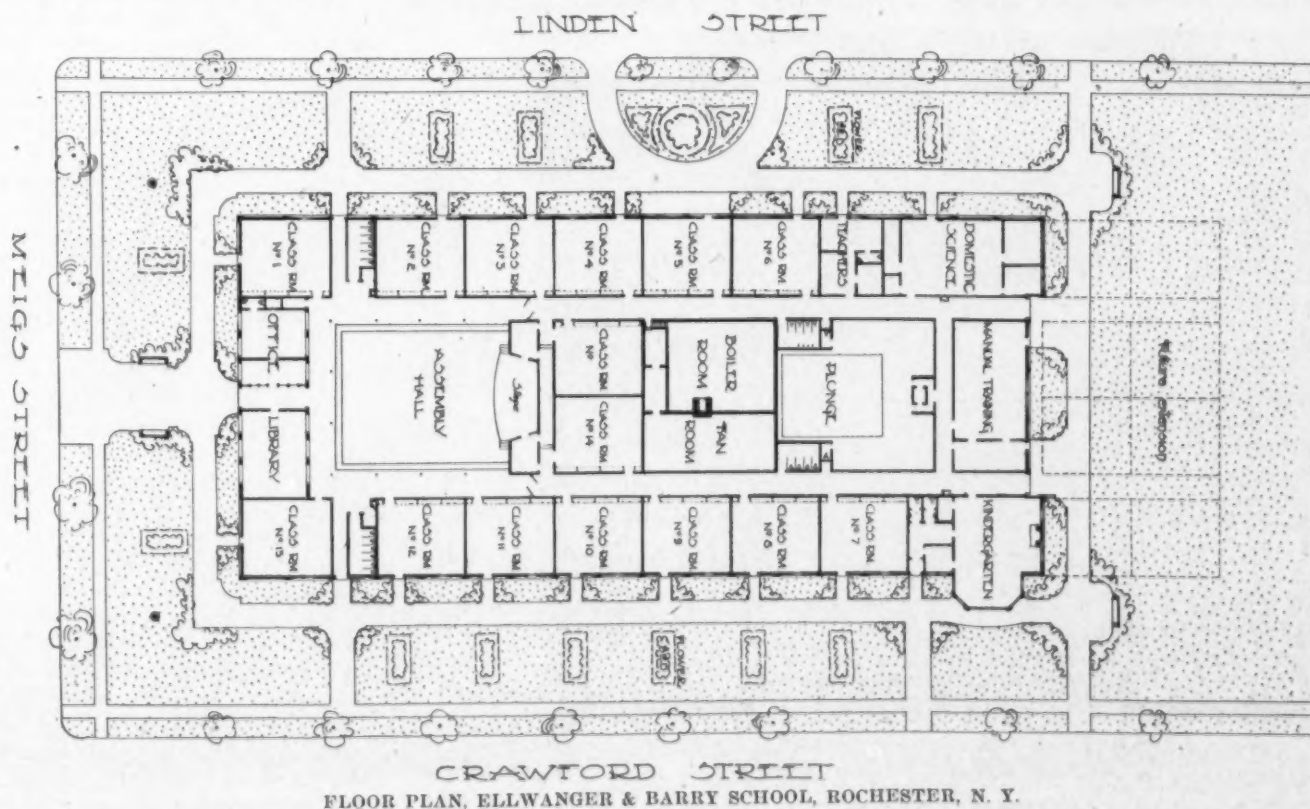 LINDEN STREET
FLOWER
BED
CLASS RM.
Nº 1
CLASS RM.
Nº 2
CLASS RM.
Nº 3
CLASS RM.
Nº 4
CLASS RM.
Nº 5
CLASS RM.
Nº 6
TEACHERS
DOMESTIC
SCIENCE
MEIGS STREET
OFFICE
LIBRARY
ASSEMBLY
HALL
Stage
CLASS RM.
CLASS RM.
Nº 14
BOILER
ROOM
FAN
ROOM
PLUNGE
MANUAL TRAINING
Future
CLASS RM.
Nº 13
CLASS RM.
Nº 12
CLASS RM.
Nº 11
CLASS RM.
Nº 10
CLASS RM.
Nº 9
CLASS RM.
Nº 8
CLASS RM.
Nº 7
KINDERGARTEN
FLOWER
BEDS
CRAWFORD STREET
FLOOR PLAN, ELLWANGER & BARRY SCHOOL, ROCHESTER, N. Y.